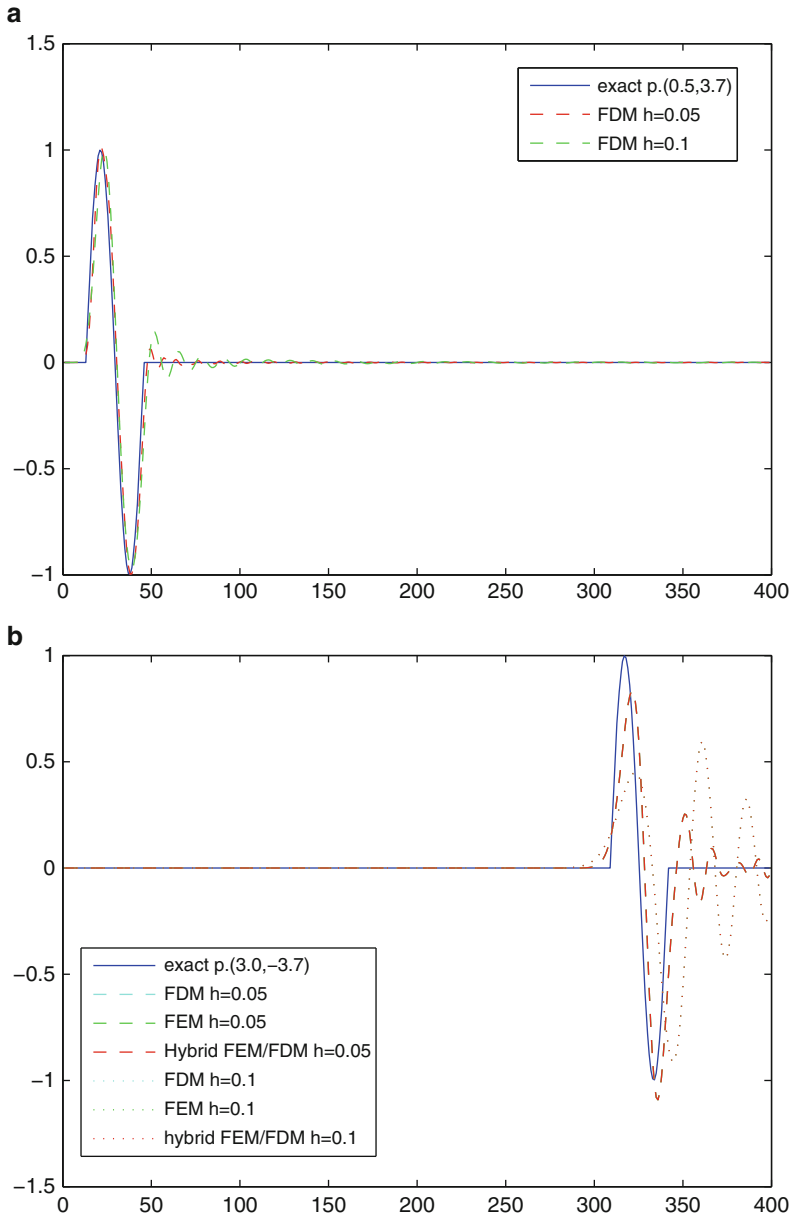 a
1.5
1
0.5
0
−0.5
−1
0 50 100 150 200 250 300 350 400
exact p.(0.5,3.7)
FDM h=0.05
FDM h=0.1
b
1
0.5
0
−0.5
−1
−1.5
0 50 100 150 200 250 300 350 400
exact p.(3.0,−3.7)
FDM h=0.05
FEM h=0.05
Hybrid FEM/FDM h=0.05
FDM h=0.1
FEM h=0.1
hybrid FEM/FDM h=0.1